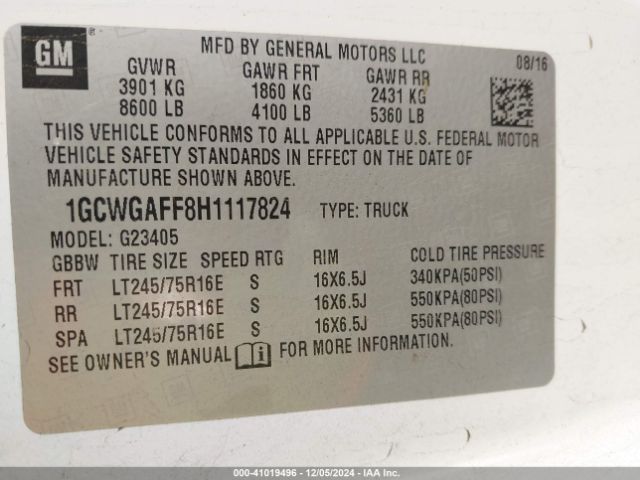 GM
MFD BY GENERAL MOTORS LLC
08/16
GVWR GAWR FRT GAWR RR
3901 KG 1860 KG 2431 KG
8600 LB 4100 LB 5360 LB
THIS VEHICLE CONFORMS TO ALL APPLICABLE U.S. FEDERAL MOTOR
VEHICLE SAFETY STANDARDS IN EFFECT ON THE DATE OF
MANUFACTURE SHOWN ABOVE.
1GCWGAFF8H1117824 TYPE: TRUCK
MODEL: G23405
GBBW TIRE SIZE SPEED RTG RIM COLD TIRE PRESSURE
FRT LT245/75R16E S 16X6.5J 340KPA(50PSI)
RR LT245/75R16E S 16X6.5J 550KPA(80PSI)
SPA LT245/75R16E S 16X6.5J 550KPA(80PSI)
SEE OWNER'S MANUAL FOR MORE INFORMATION.
000-41019496 - 12/05/2024 - IAA Inc.